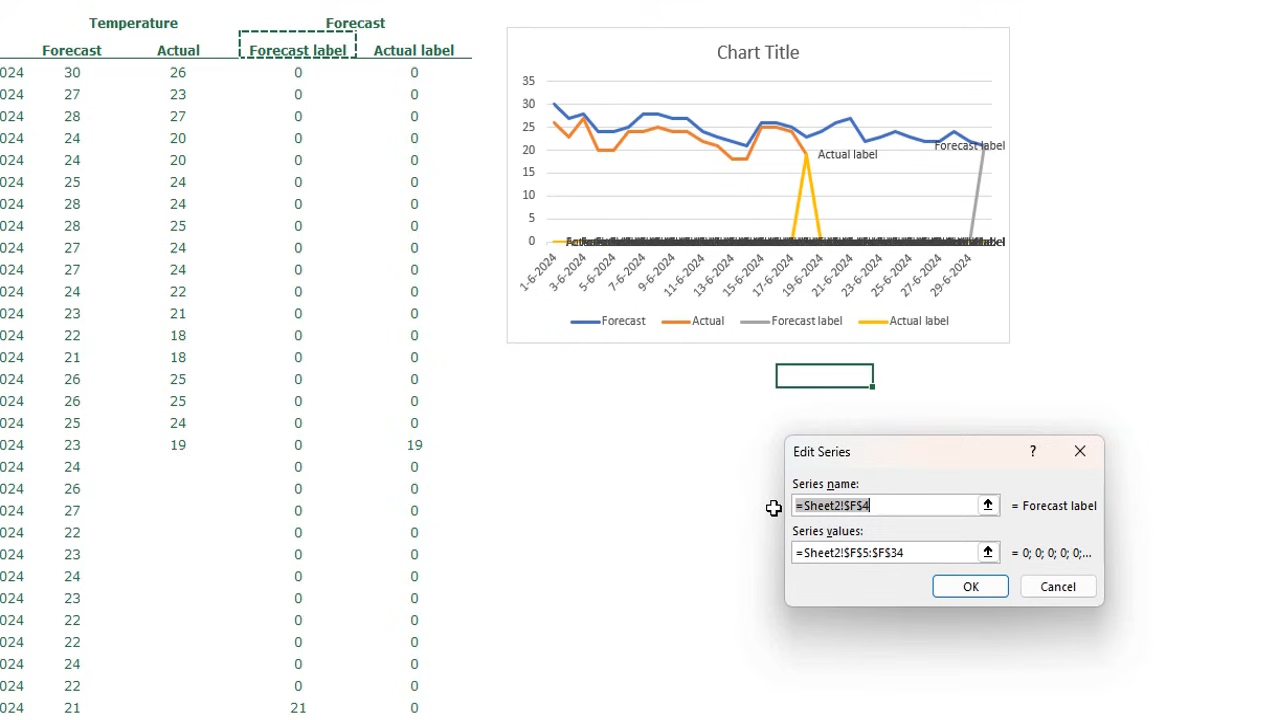 Temperature Forecast
Forecast Actual Forecast label Actual label
024 30 26 0 0
024 27 23 0 0
024 28 27 0 0
024 24 20 0 0
024 24 20 0 0
024 25 24 0 0
024 28 24 0 0
024 28 25 0 0
024 27 24 0 0
024 27 24 0 0
024 24 22 0 0
024 23 21 0 0
024 22 18 0 0
024 21 18 0 0
024 26 25 0 0
024 26 25 0 0
024 25 24 0 0
024 23 19 0 19
024 24 0 0
024 26 0 0
024 27 0 0
024 22 0 0
024 23 0 0
024 24 0 0
024 23 0 0
024 22 0 0
024 22 0 0
024 24 0 0
024 22 0 0
024 21 21 0
Chart Title
35
30
25
20
15
10
5
0
Actual label
Forecast label
1-6-2024 3-6-2024 5-6-2024 7-6-2024 9-6-2024 11-6-2024 13-6-2024 15-6-2024 17-6-2024 19-6-2024 21-6-2024 23-6-2024 25-6-2024 27-6-2024 29-6-2024
Forecast Actual Forecast label Actual label
Edit Series ?
Series name:
=Sheet2!$F$4 = Forecast label
Series values:
=Sheet2!$F$5:$F$34 = 0; 0; 0; 0; 0;...
OK Cancel